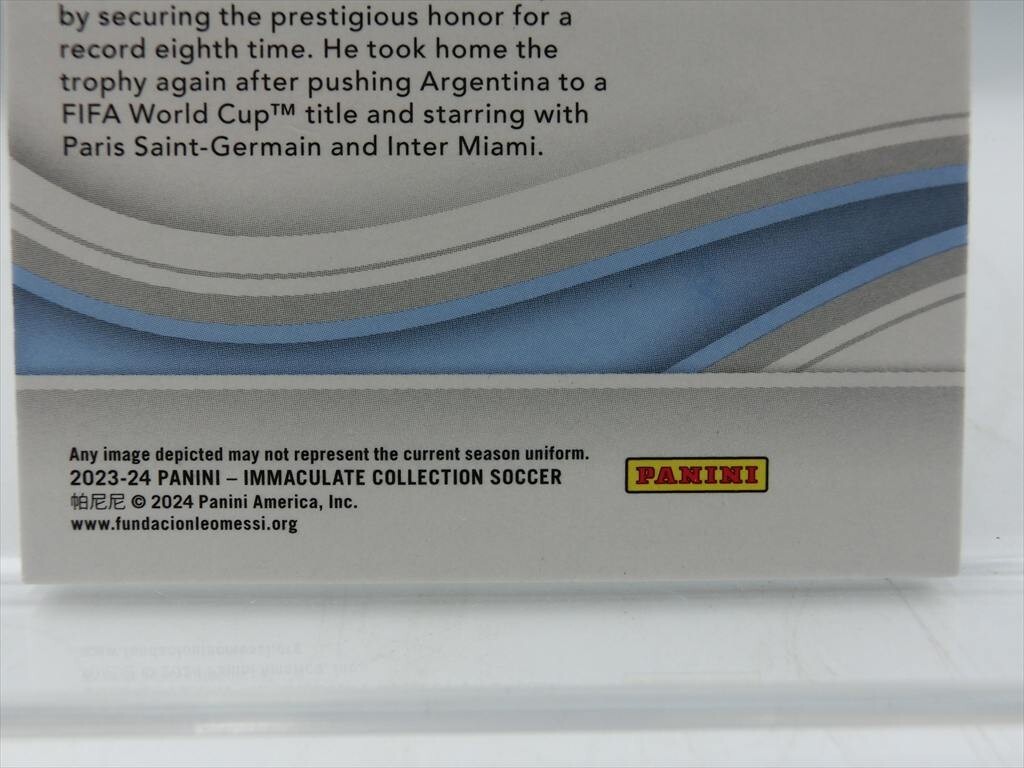 by securing the prestigious honor for a
record eighth time. He took home the
trophy again after pushing Argentina to a
FIFA World Cup™ title and starring with
Paris Saint-Germain and Inter Miami.
Any image depicted may not represent the current season uniform.
2023-24 PANINI – IMMACULATE COLLECTION SOCCER
帕尼尼 © 2024 Panini America, Inc.
www.fundacionleomessi.org
PANINI